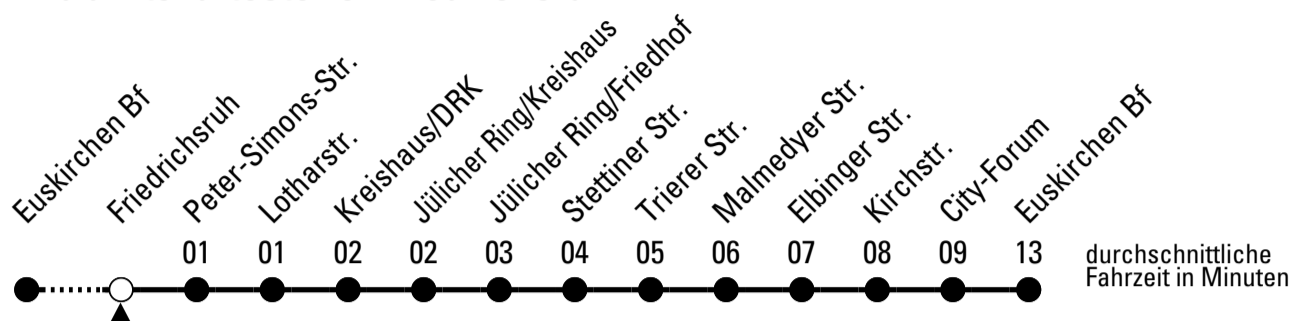 Euskirchen Bf
Friedrichsruh
Peter-Simons-Str.
Lotharstr.
Kreishaus/DRK
Jülicher Ring/Kreishaus
Jülicher Ring/Friedhof
Stettiner Str.
Trierer Str.
Malmedyer Str.
Elbinger Str.
Kirchstr.
City-Forum
Euskirchen Bf
01 01 02 02 03 04 05 06 07 08 09 13
durchschnittliche
Fahrzeit in Minuten